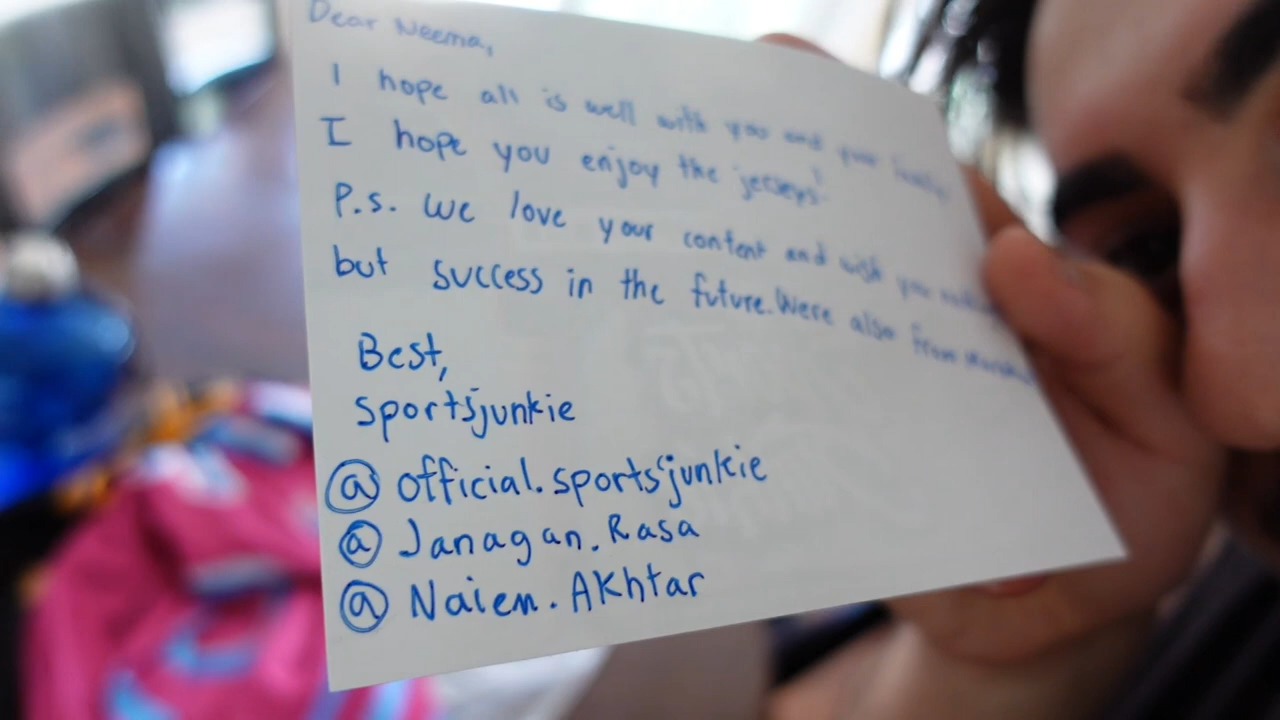 Dear Neema,
I hope all is well with you and your family
I hope you enjoy the jerseys!
P.s. We love your content and wish you
but success in the future. Were also from
Best,
Sportsjunkie
@official.sportsjunkie
@Janagan.Rasa
@Naiem.AKhtar